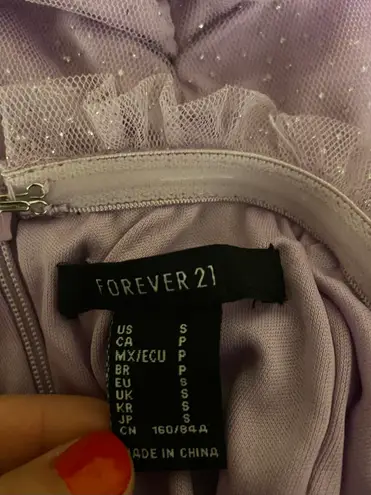 FOREVER 21
US S
CA P
MX/ECU P
BR P
EU S
UK S
KR S
JP S
CN 160/84A
MADE IN CHINA